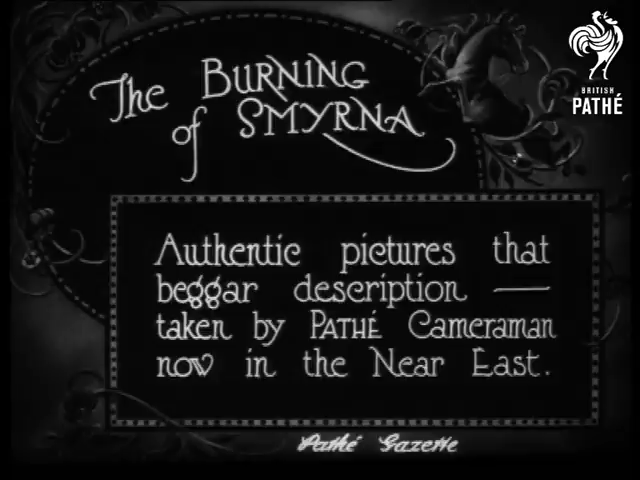 The BURNING
of SMYRNA
BRITISH
PATHÉ
Authentic pictures that
beggar description —
taken by PATHÉ Cameraman
now in the Near East.
Pathé Gazette